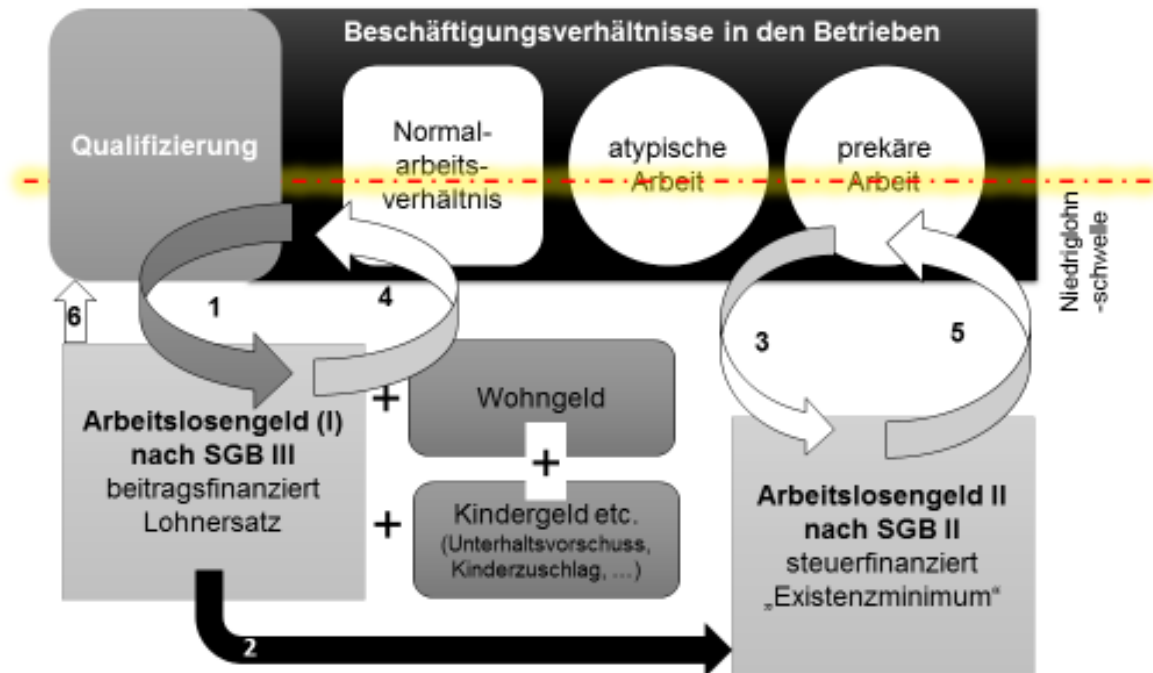 Beschäftigungsverhältnisse in den Betrieben
Qualifizierung
Normal-
arbeits-
verhältnis
atypische
Arbeit
prekäre
Arbeit
Niedriglohn
-schwelle
1
4
6
3
5
Arbeitslosengeld (I)
nach SGB III
beitragsfinanziert
Lohnersatz
+
Wohngeld
+
+
Kindergeld etc.
(Unterhaltsvorschuss,
Kinderzuschlag, …)
Arbeitslosengeld II
nach SGB II
steuerfinanziert
„Existenzminimum“
2